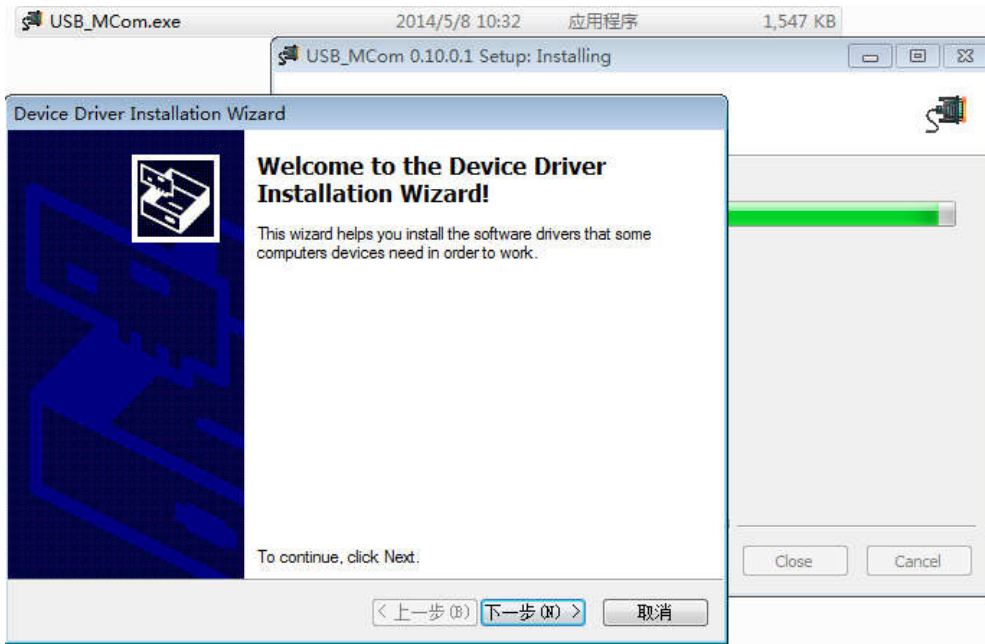 USB_MCom.exe 2014/5/8 10:32 应用程序 1,547 KB
USB_MCom 0.10.0.1 Setup: Installing
Device Driver Installation Wizard
Welcome to the Device Driver
Installation Wizard!
This wizard helps you install the software drivers that some
computers devices need in order to work.
To continue, click Next.
Close Cancel
< 上一步(B) 下一步(N) > 取消